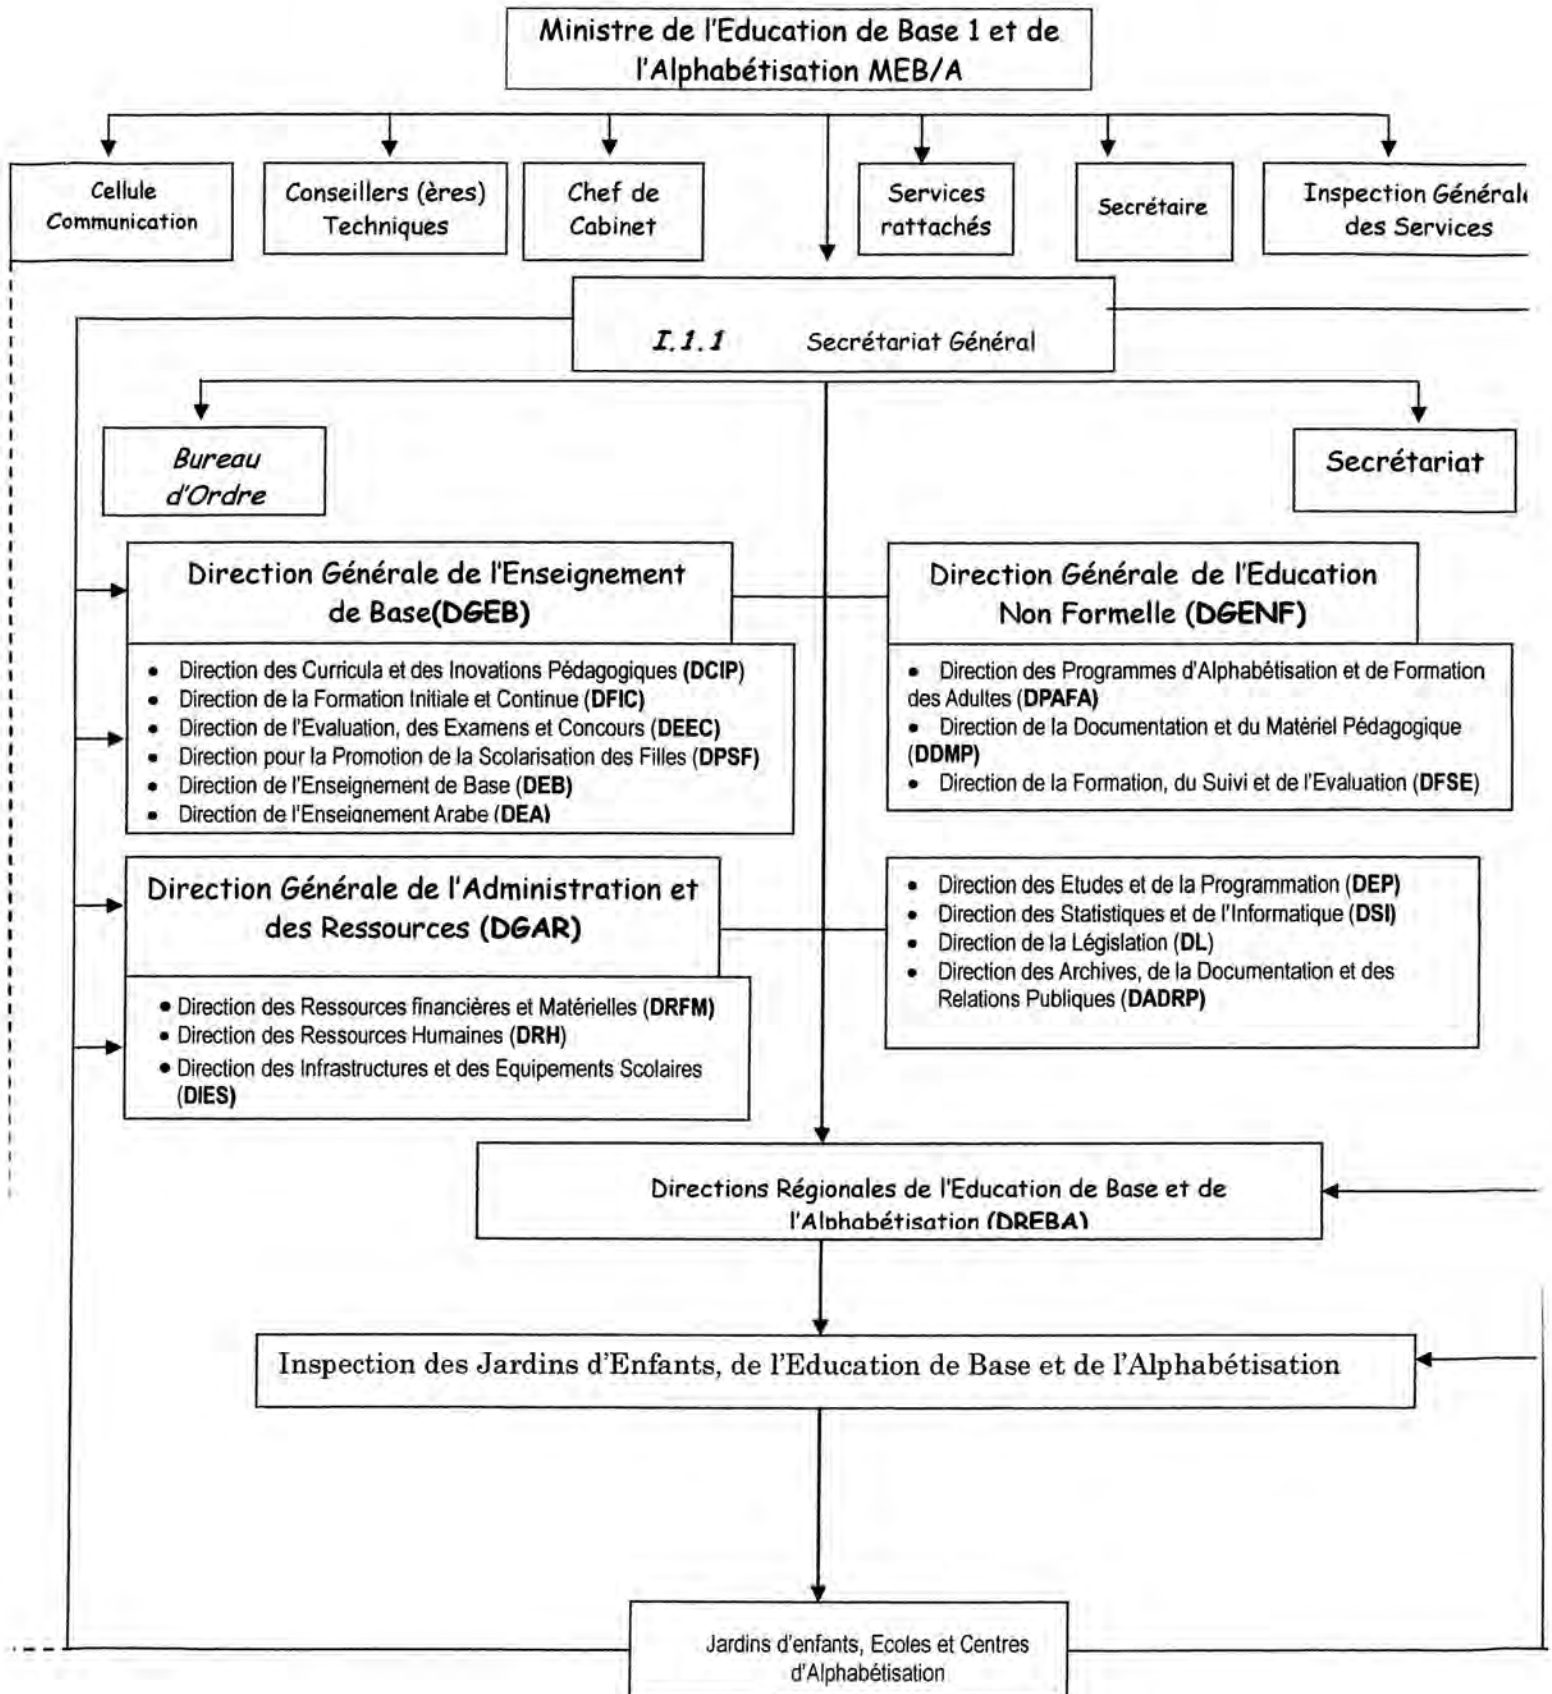 Ministre de l'Education de Base 1 et de
l'Alphabétisation MEB/A
Cellule
Communication
Conseillers (ères)
Techniques
Chef de
Cabinet
Services
rattachés
Secrétaire
Inspection Générale
des Services
I.1.1 Secrétariat Général
Bureau
d'Ordre
Secrétariat
Direction Générale de l'Enseignement
de Base(DGEB)
• Direction des Curricula et des Inovations Pédagogiques (DCIP)
• Direction de la Formation Initiale et Continue (DFIC)
• Direction de l'Evaluation, des Examens et Concours (DEEC)
• Direction pour la Promotion de la Scolarisation des Filles (DPSF)
• Direction de l'Enseignement de Base (DEB)
• Direction de l'Enseignement Arabe (DEA)
Direction Générale de l'Education
Non Formelle (DGENF)
• Direction des Programmes d'Alphabétisation et de Formation
des Adultes (DPAFA)
• Direction de la Documentation et du Matériel Pédagogique
(DDMP)
• Direction de la Formation, du Suivi et de l'Evaluation (DFSE)
Direction Générale de l'Administration et
des Ressources (DGAR)
• Direction des Ressources financières et Matérielles (DRFM)
• Direction des Ressources Humaines (DRH)
• Direction des Infrastructures et des Equipements Scolaires
(DIES)
• Direction des Etudes et de la Programmation (DEP)
• Direction des Statistiques et de l'Informatique (DSI)
• Direction de la Législation (DL)
• Direction des Archives, de la Documentation et des
Relations Publiques (DADRP)
Directions Régionales de l'Education de Base et de
l'Alphabétisation (DREBA)
Inspection des Jardins d'Enfants, de l'Education de Base et de l'Alphabétisation
Jardins d'enfants, Ecoles et Centres
d'Alphabétisation